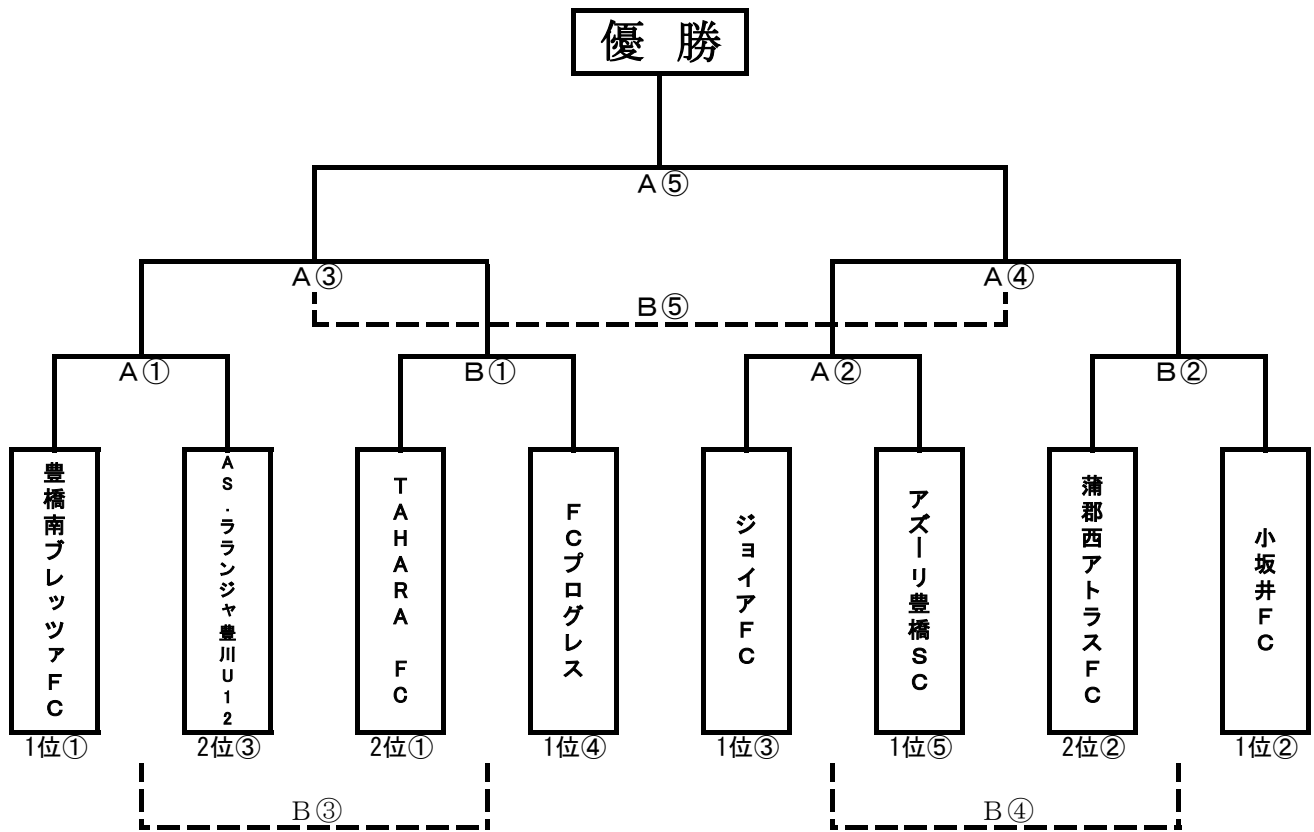 優 勝
A⑤
A③
A④
B⑤
A①
B①
A②
B②
豊橋南ブレッツァFC
AS.ラランジャ豊川U12
TAHARA FC
FCプログレス
ジョイアFC
アズーリ豊橋SC
蒲郡西アトラスFC
小坂井FC
1位①
2位③
2位①
1位④
1位③
1位⑤
2位②
1位②
B③
B④